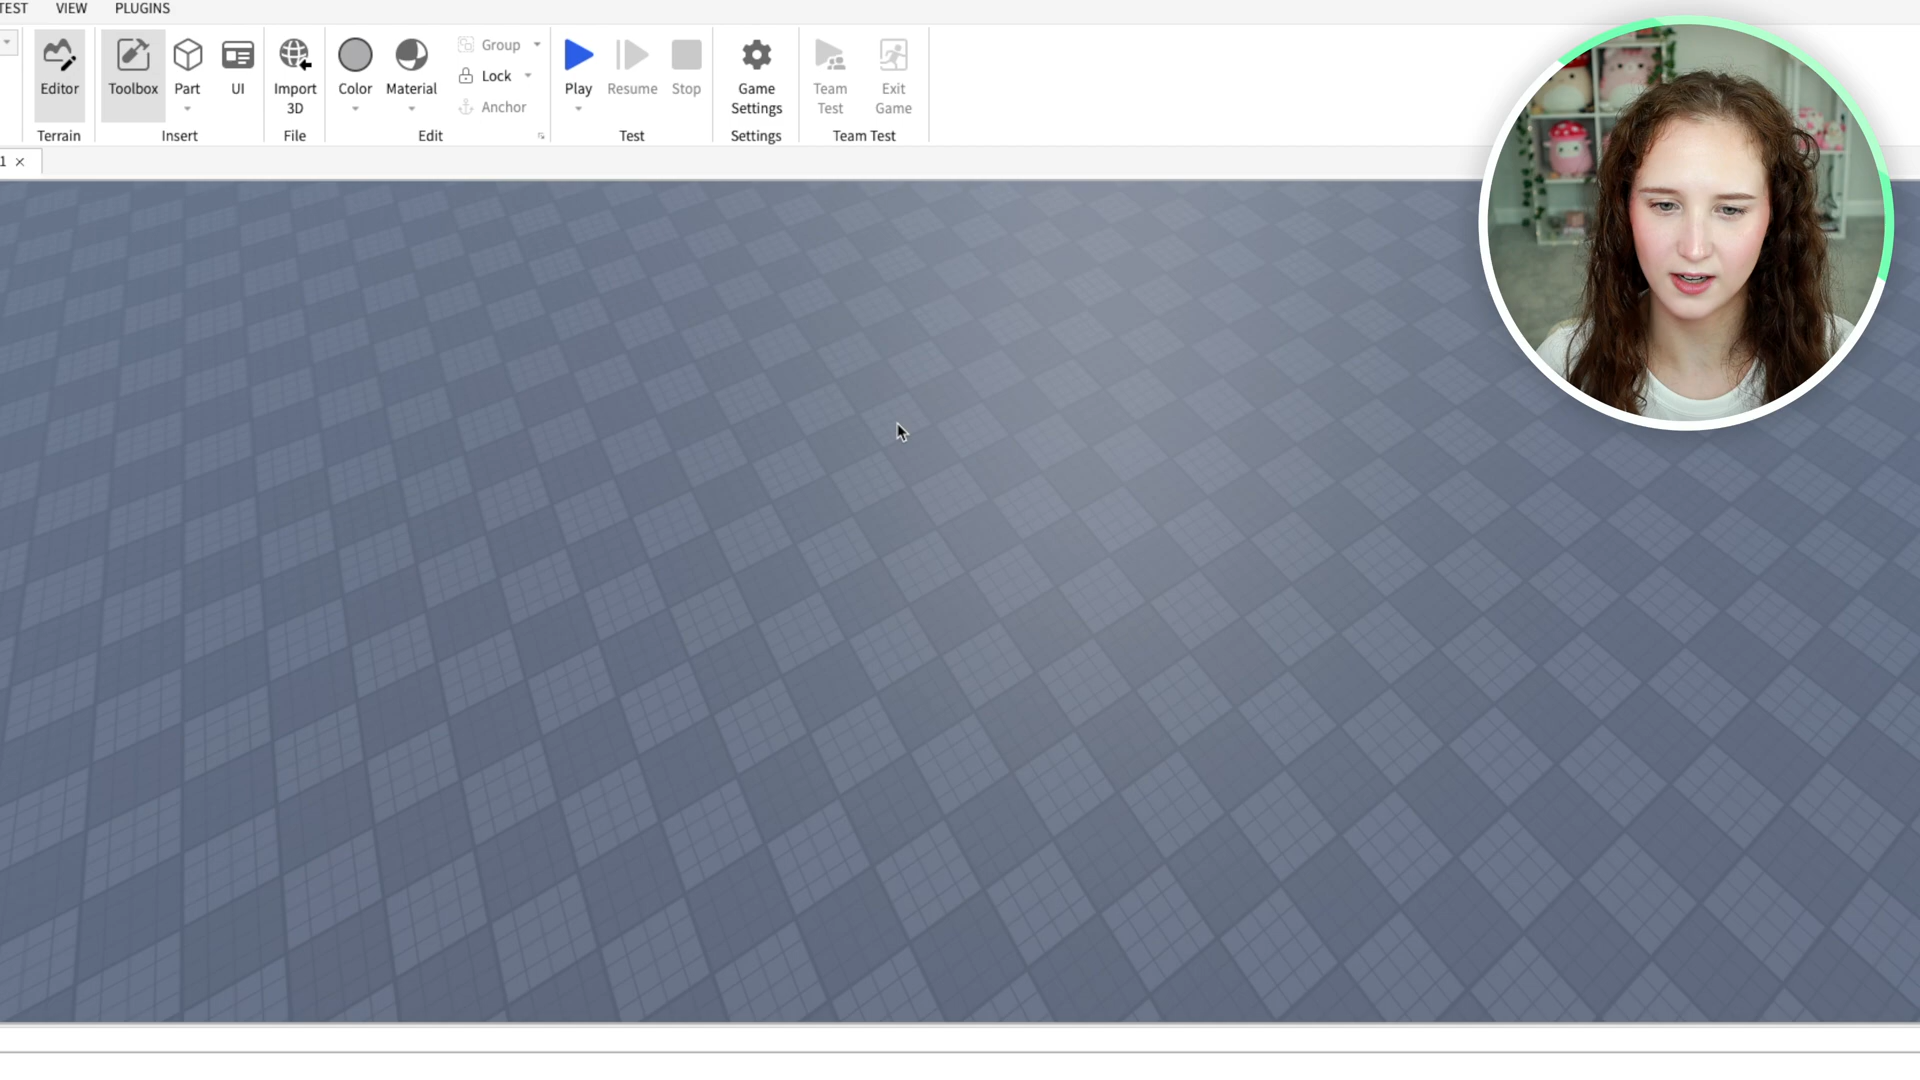 TEST VIEW PLUGINS
Group
Lock
Editor Toolbox Part UI Import 3D Color Material Play Resume Stop Game Settings Team Test Exit Game
Anchor
Terrain Insert File Edit Test Settings Team Test
1